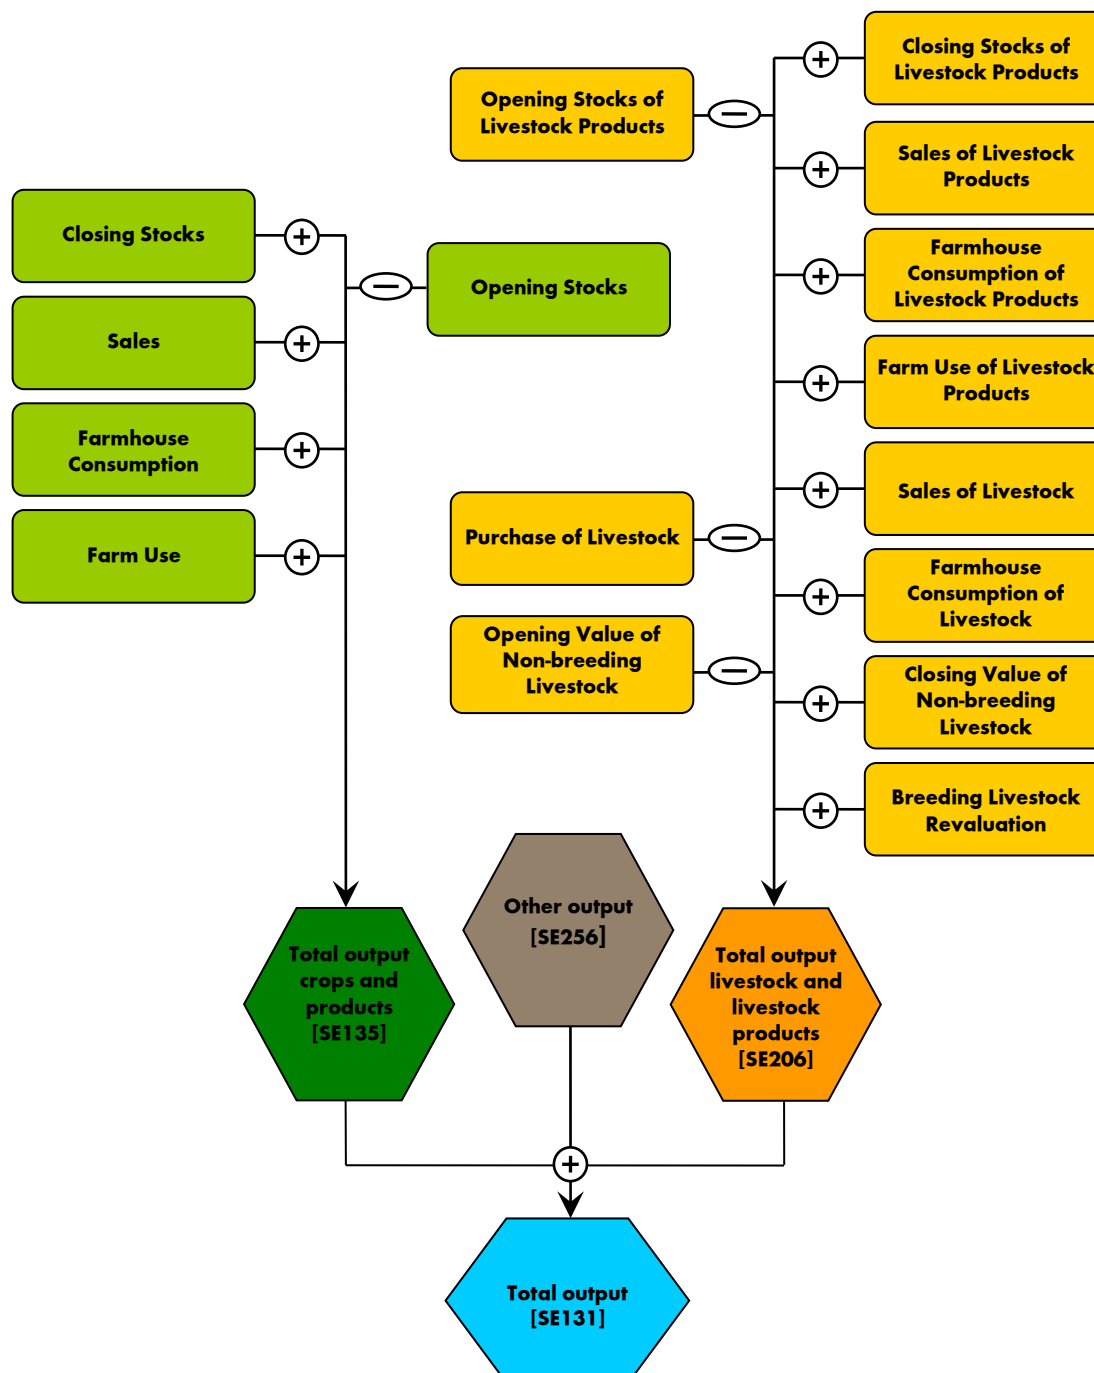 Closing Stocks of
Livestock Products
Opening Stocks of
Livestock Products
Sales of Livestock
Products
Closing Stocks
Farmhouse
Consumption of
Livestock Products
Opening Stocks
Sales
Farm Use of Livestock
Products
Farmhouse
Consumption
Sales of Livestock
Purchase of Livestock
Farm Use
Farmhouse
Consumption of
Livestock
Opening Value of
Non-breeding
Livestock
Closing Value of
Non-breeding
Livestock
Breeding Livestock
Revaluation
Other output
[SE256]
Total output
crops and
products
[SE135]
Total output
livestock and
livestock
products
[SE206]
Total output
[SE131]